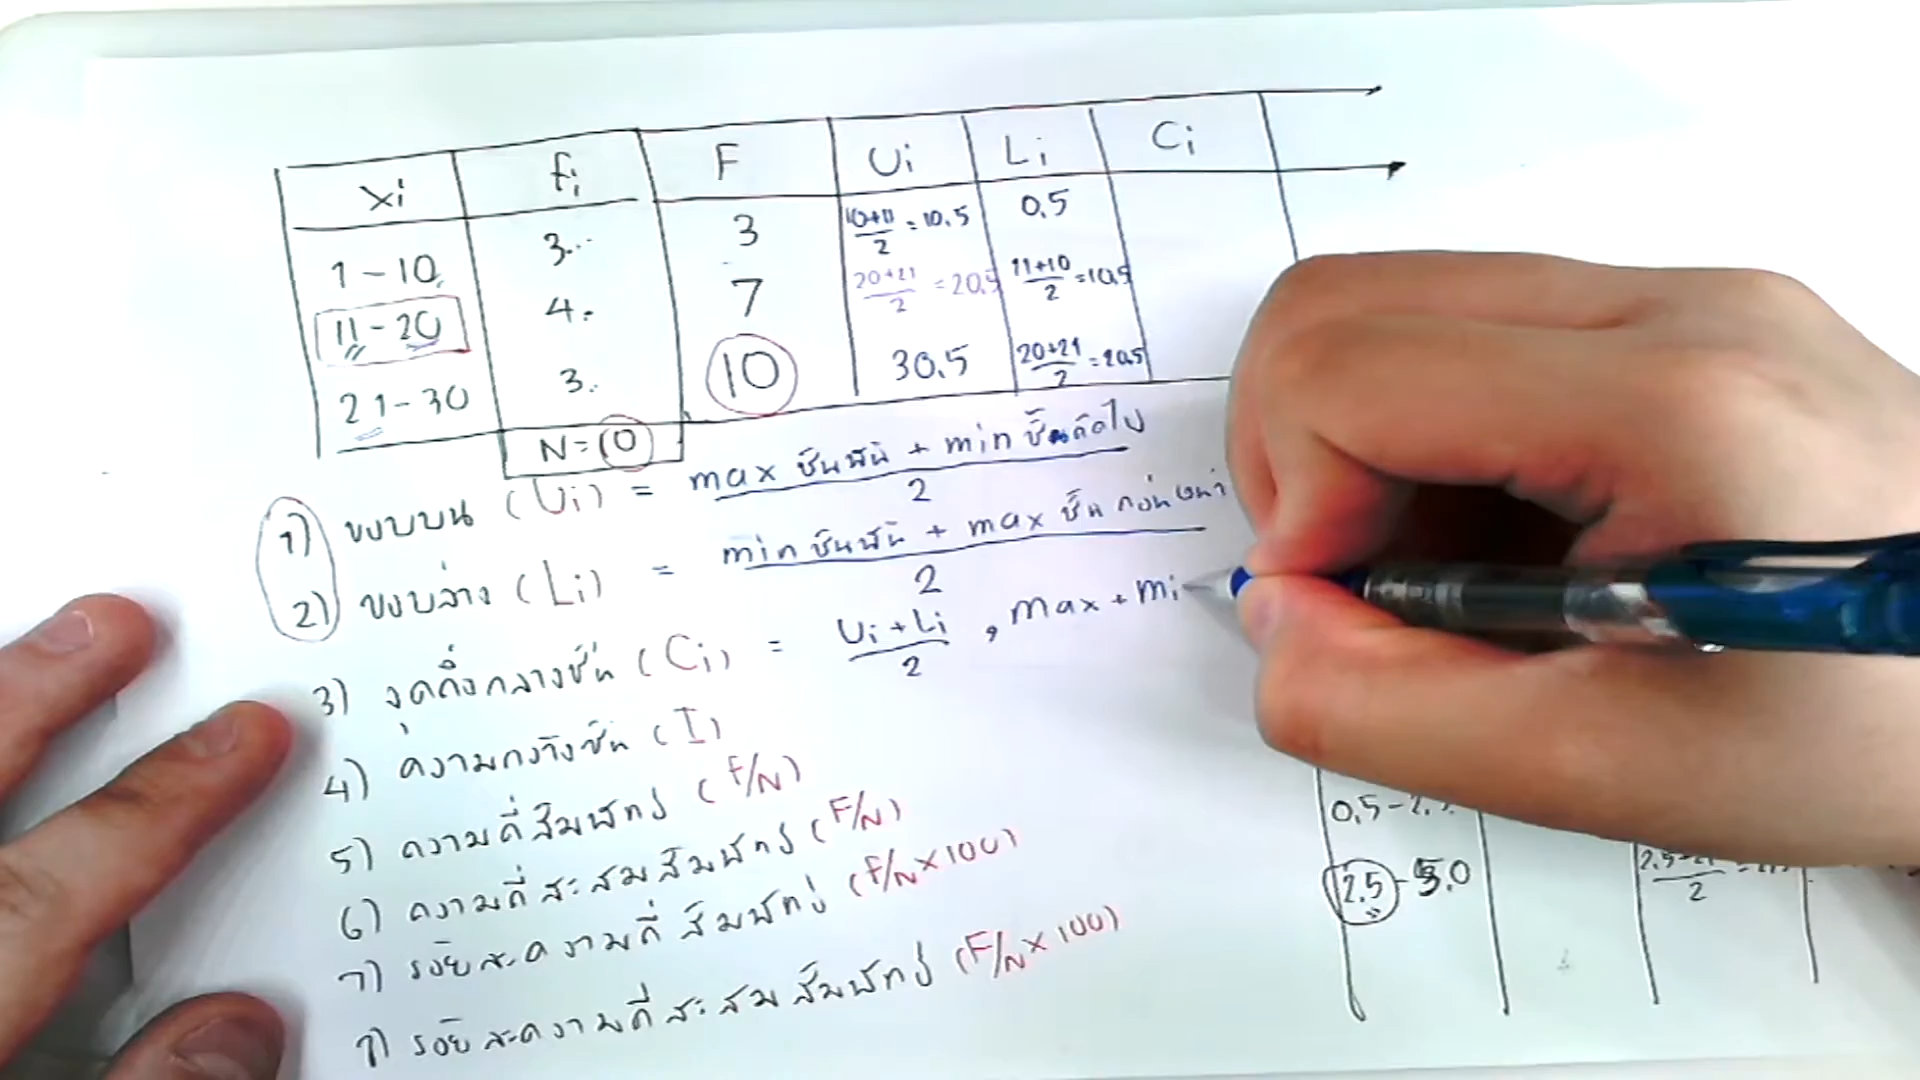 xi fi F Ui Li Ci
1-10 3 3 10+11/2 = 10.5 0.5
11-20 4 7 20+21/2 = 20.5 11+10/2 = 10.5
21-30 3 10 30.5 20+21/2 = 20.5
N=10
1) ขอบบน (Ui) = max ชั้นนั้น + min ชั้นถัดไป / 2
2) ขอบล่าง (Li) = min ชั้นนั้น + max ชั้นก่อนหน้า / 2
3) จุดกึ่งกลางชั้น (Ci) = Ui+Li / 2 , max + mi
4) ความกว้างชั้น (I)
5) ความถี่สัมพัทธ์ (f/N)
6) ความถี่สะสมสัมพัทธ์ (F/N)
7) ร้อยละความถี่สัมพัทธ์ (f/N×100)
8) ร้อยละความถี่สะสมสัมพัทธ์ (F/N×100)
0.5-2.
2.5-5.0